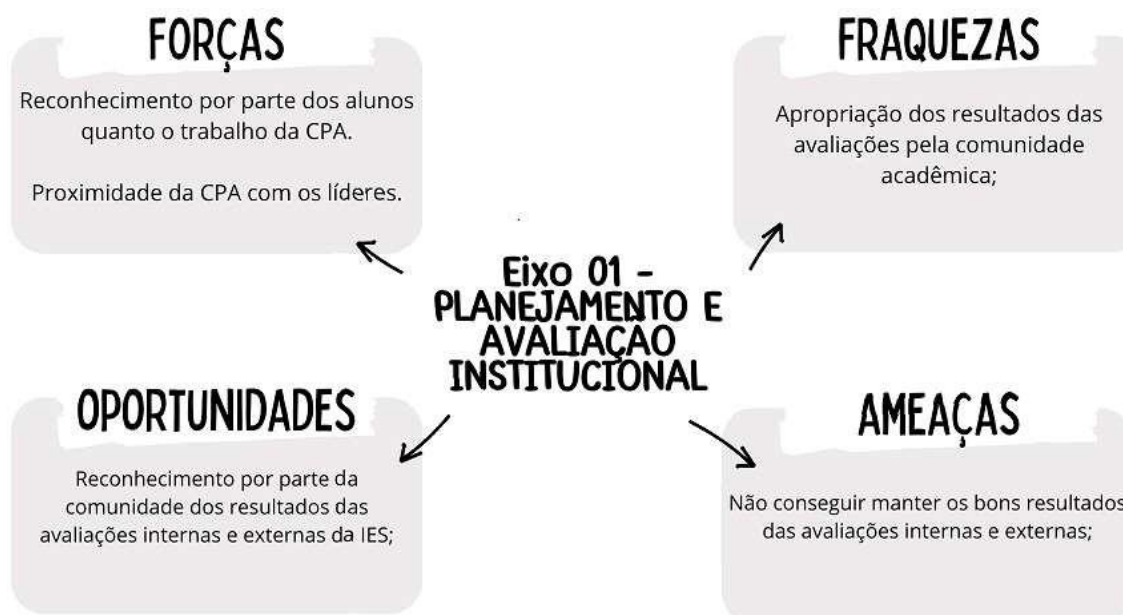 FORÇAS
Reconhecimento por parte dos alunos
quanto o trabalho da CPA.
Proximidade da CPA com os líderes.
FRAQUEZAS
Apropriação dos resultados das
avaliações pela comunidade
acadêmica;
Eixo 01 -
PLANEJAMENTO E
AVALIAÇÃO
INSTITUCIONAL
OPORTUNIDADES
Reconhecimento por parte da
comunidade dos resultados das
avaliações internas e externas da IES;
AMEAÇAS
Não conseguir manter os bons resultados
das avaliações internas e externas;